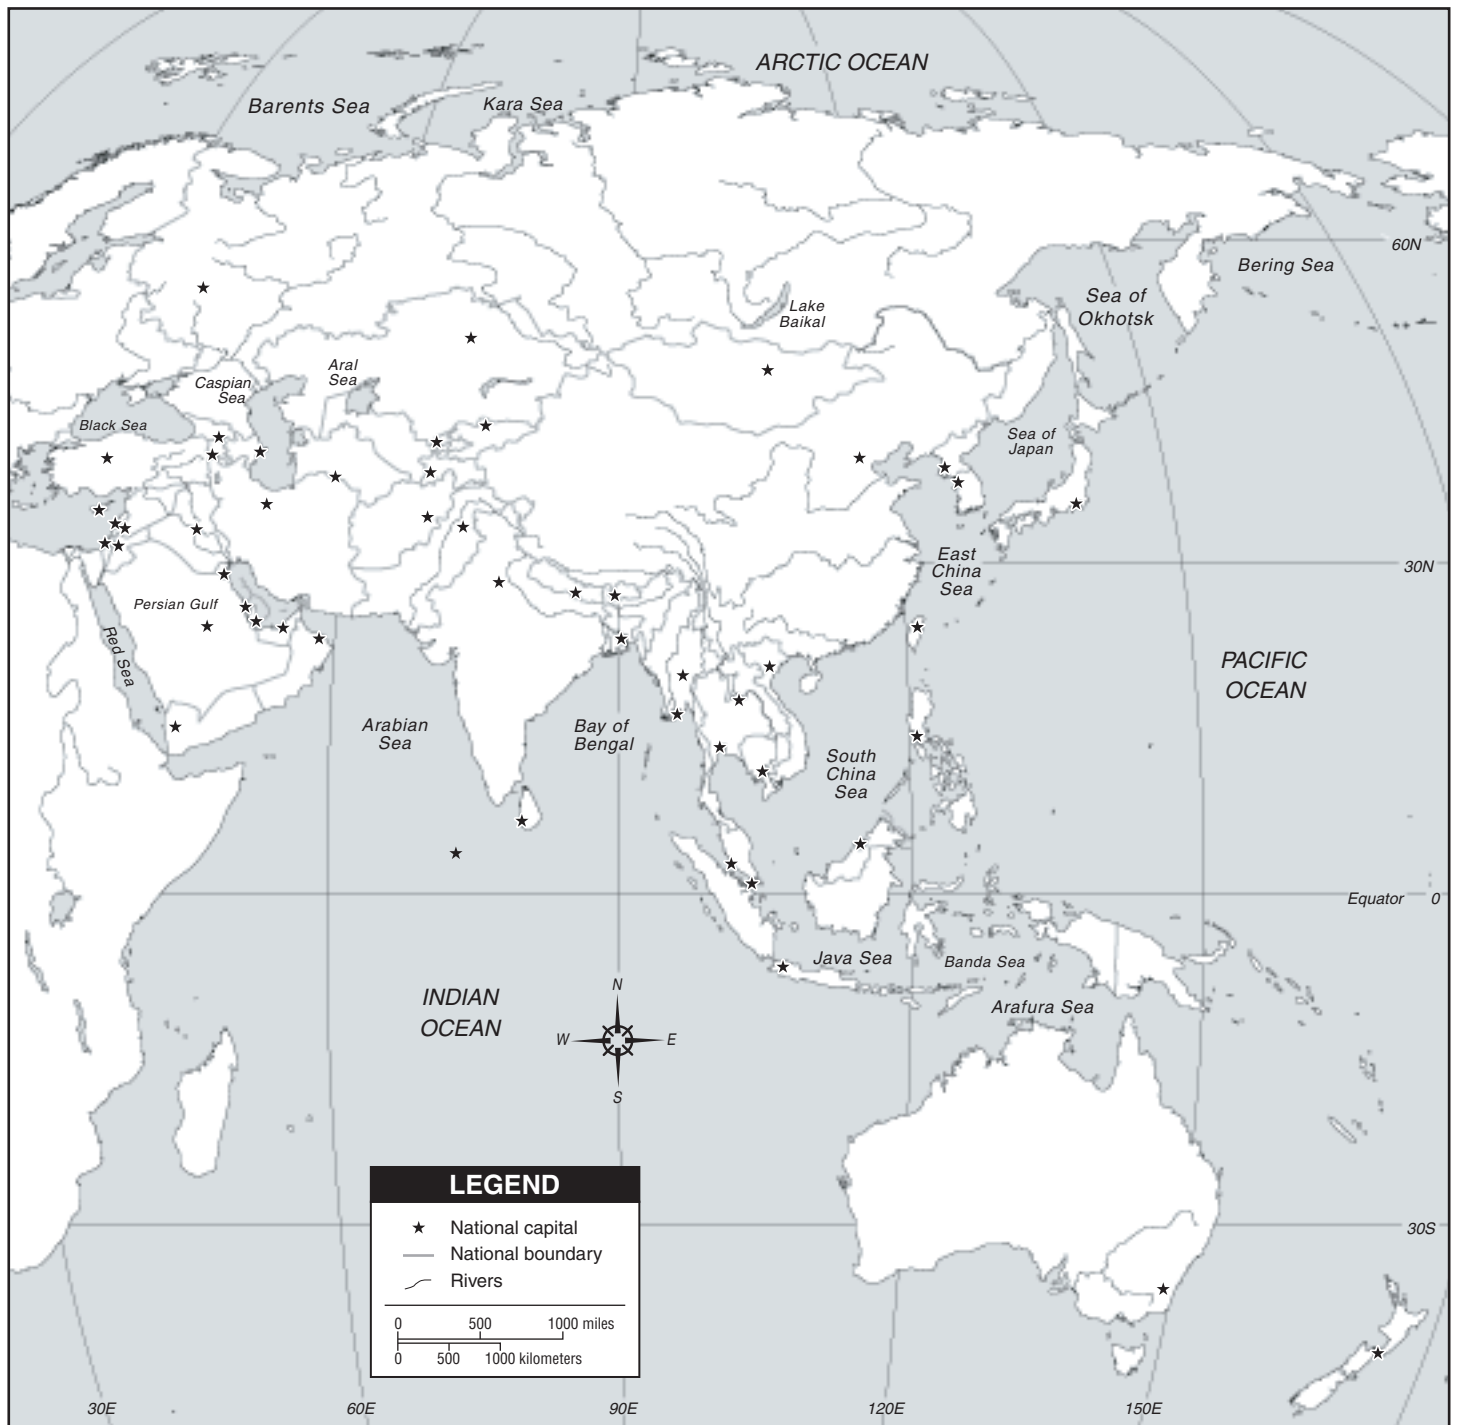 ARCTIC OCEAN
Barents Sea
Kara Sea
60N
Bering Sea
Sea of
Okhotsk
Lake
Baikal
Aral
Sea
Caspian
Sea
Black Sea
Sea of
Japan
East
China
Sea
30N
Persian Gulf
Red Sea
PACIFIC
OCEAN
Arabian
Sea
Bay of
Bengal
South
China
Sea
Equator 0
Java Sea
Banda Sea
Arafura Sea
INDIAN
OCEAN
N
W E
S
LEGEND
National capital
National boundary
Rivers
0 500 1000 miles
0 500 1000 kilometers
30S
30E 60E 90E 120E 150E